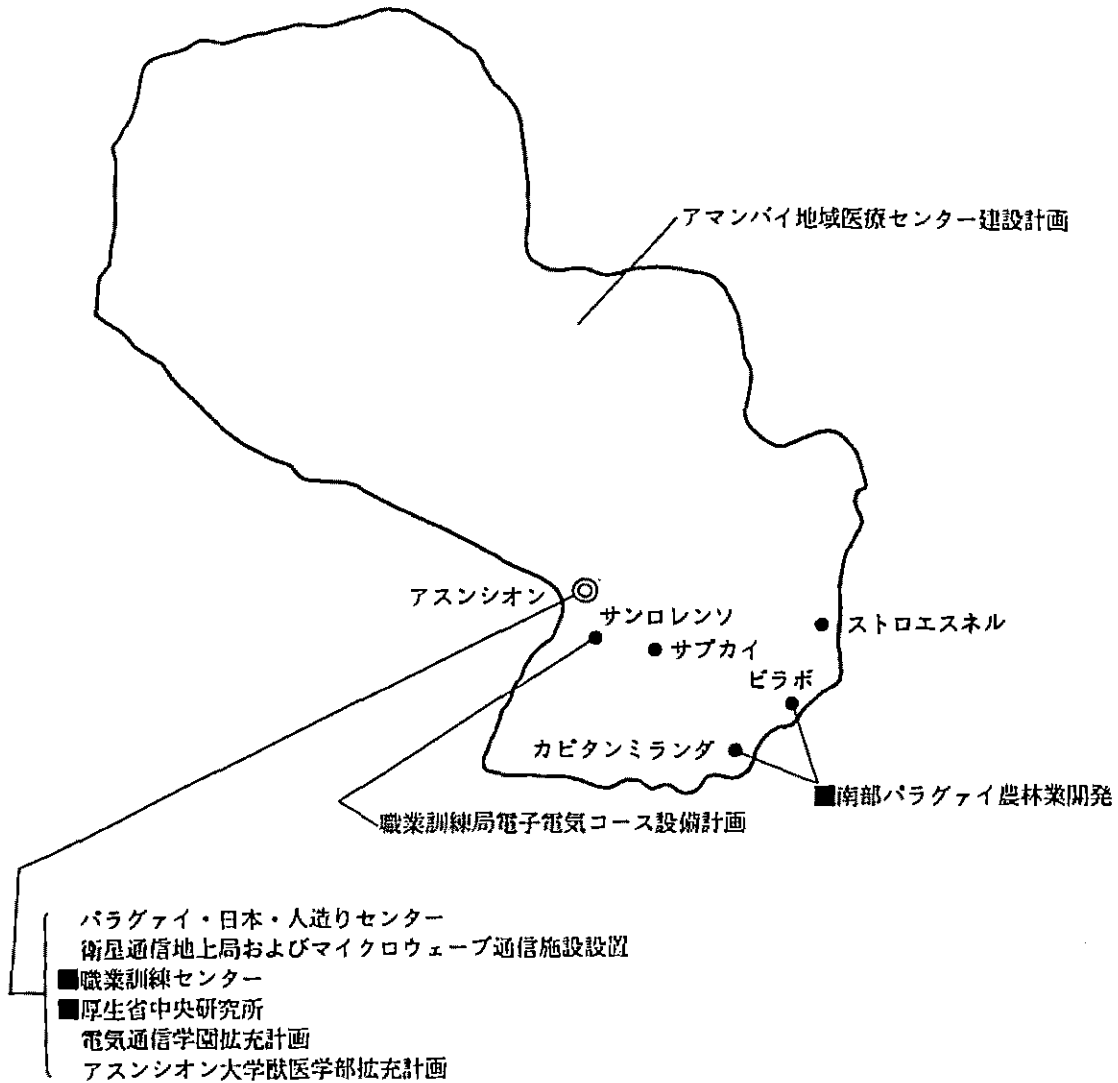 アマンバイ地域医療センター建設計画
アスンシオン
サンロレンソ
サプカイ
ストロエスネル
ピラボ
カピタンミランダ
■南部パラグァイ農林業開発
職業訓練局電子電気コース設備計画
パラグァイ・日本・人造りセンター
衛星通信地上局およびマイクロウェーブ通信施設設置
■職業訓練センター
■厚生省中央研究所
電気通信学園拡充計画
アスンシオン大学獣医学部拡充計画